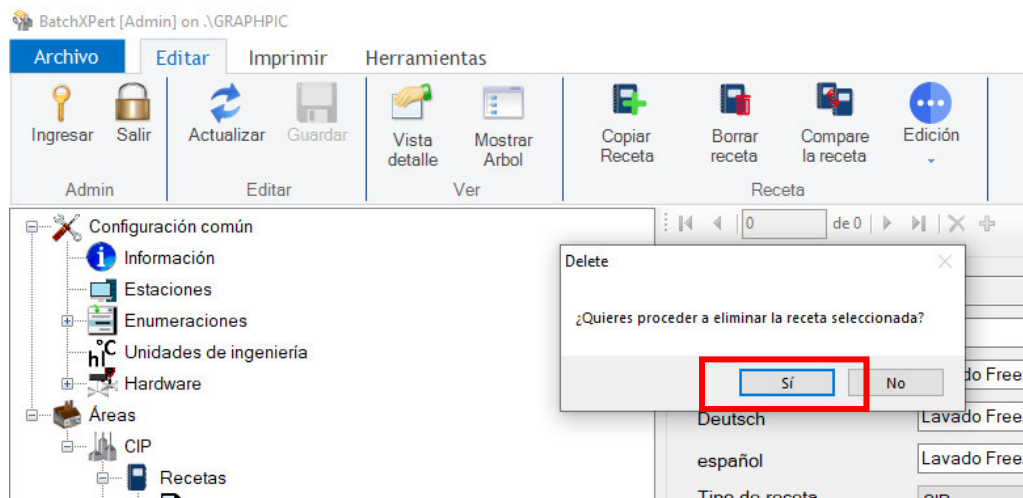 BatchXPert [Admin] on .\GRAPHPIC
Archivo Editar Imprimir Herramientas
Ingresar Salir Actualizar Guardar Vista detalle Mostrar Arbol Copiar Receta Borrar receta Compare la receta Edición
Admin Editar Ver Receta
Configuración común
0 de 0
Información
Delete
Estaciones
Enumeraciones
¿Quieres proceder a eliminar la receta seleccionada?
Unidades de ingeniería
Hardware
Sí No
do Free
Áreas
Deutsch Lavado Free
CIP
español Lavado Free
Recetas